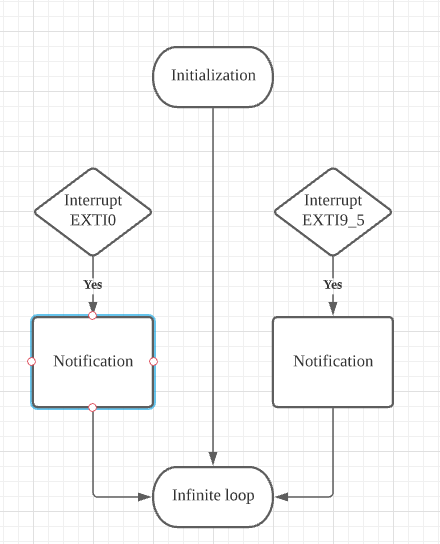 Initialization
Interrupt
EXTI0
Interrupt
EXTI9_5
Yes
Yes
Notification
Notification
Infinite loop